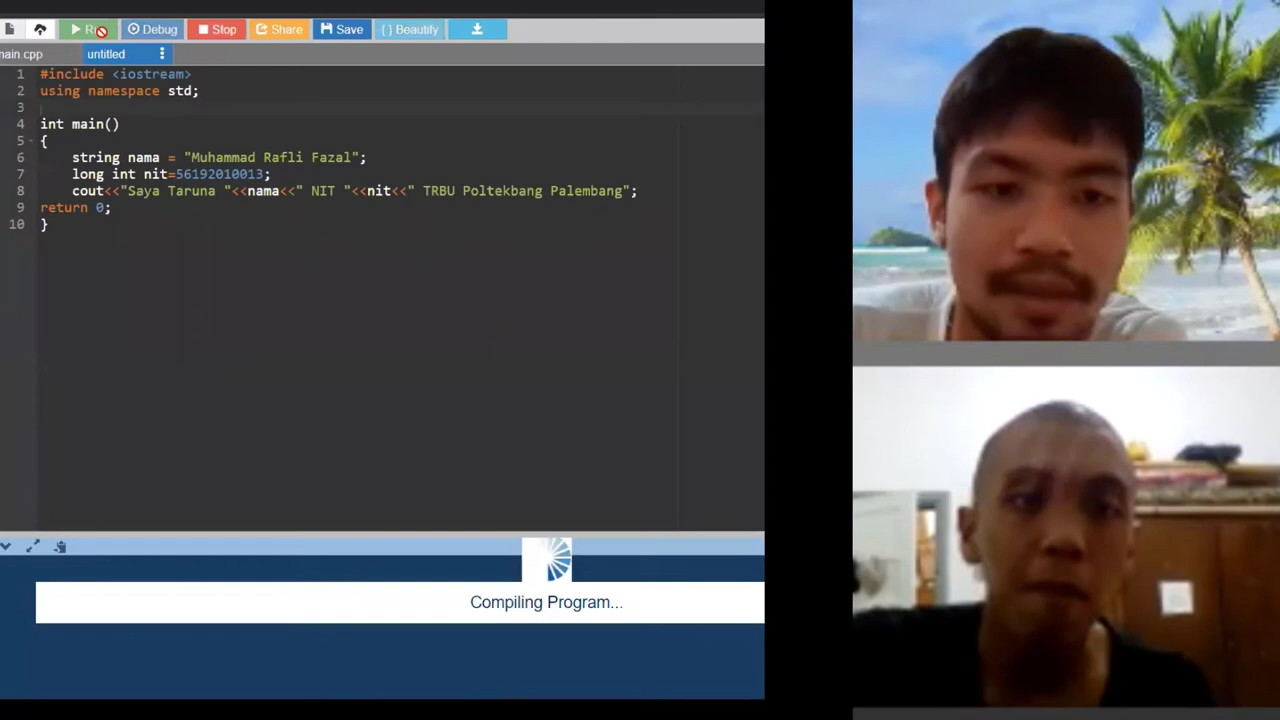 Debug
Stop
Share
Save
{ } Beautify
main.cpp
untitled
1 #include <iostream>
2 using namespace std;
3
4 int main()
5 {
6 string nama = "Muhammad Rafli Fazal";
7 long int nit=56192010013;
8 cout<<"Saya Taruna "<<nama<<" NIT "<<nit<<" TRBU Poltekbang Palembang";
9 return 0;
10 }
Compiling Program...